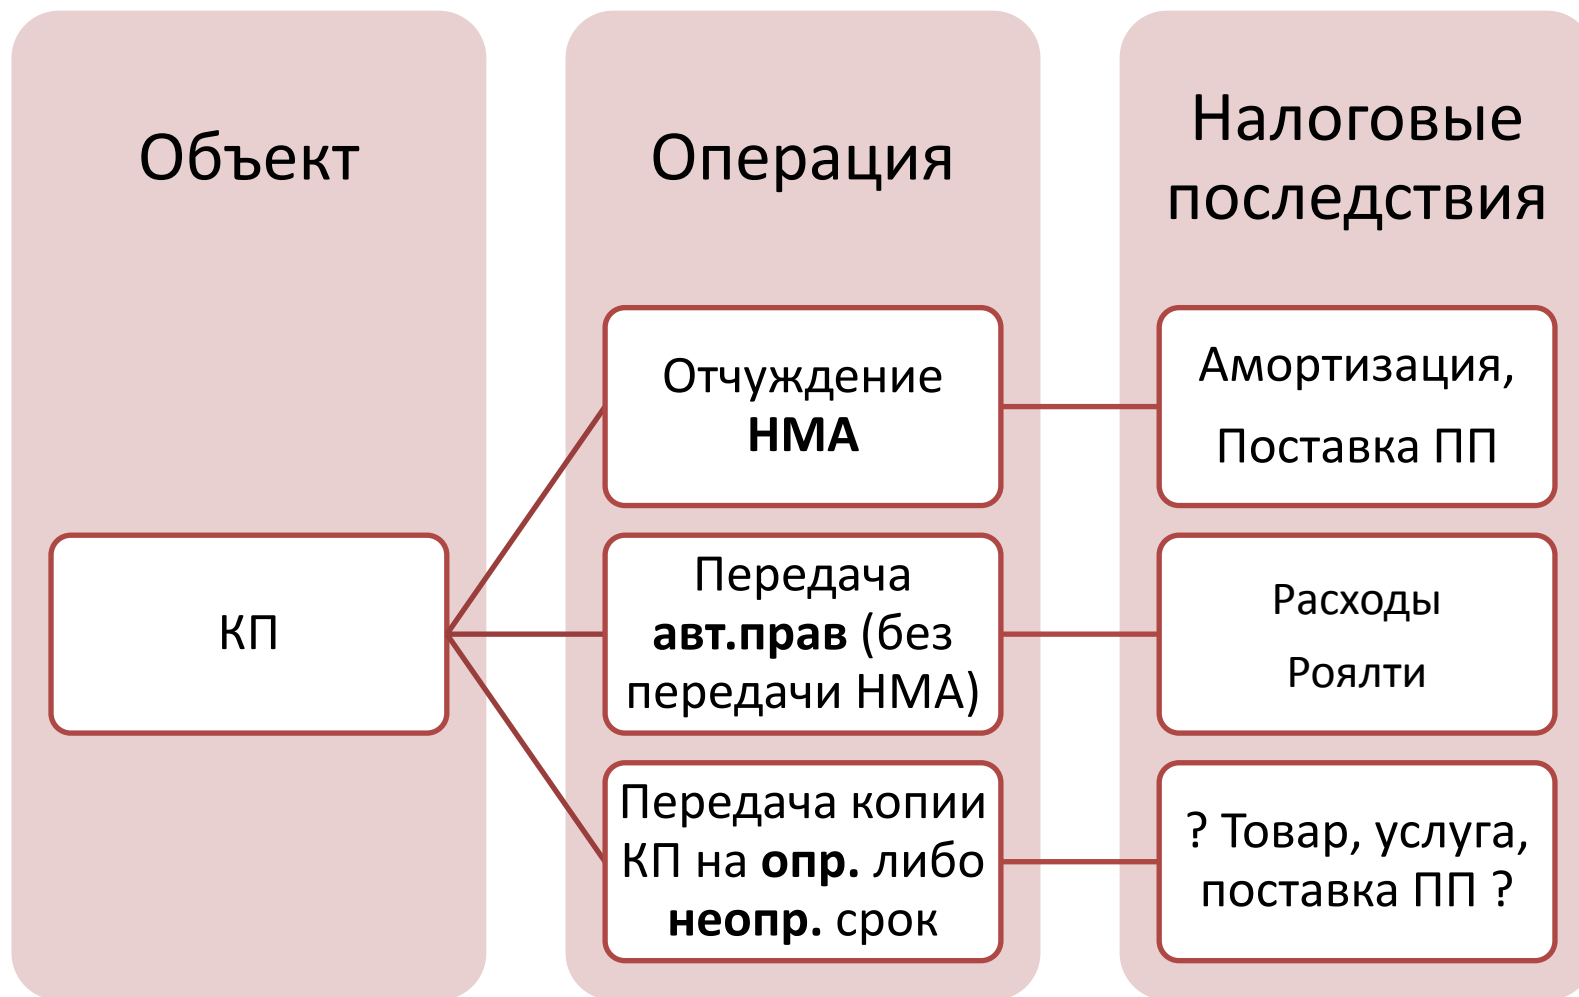 Объект
Операция
Налоговые
последствия
КП
Отчуждение
НМА
Амортизация,
Поставка ПП
Передача
авт.прав (без
передачи НМА)
Расходы
Роялти
Передача копии
КП на опр. либо
неопр. срок
? Товар, услуга,
поставка ПП ?